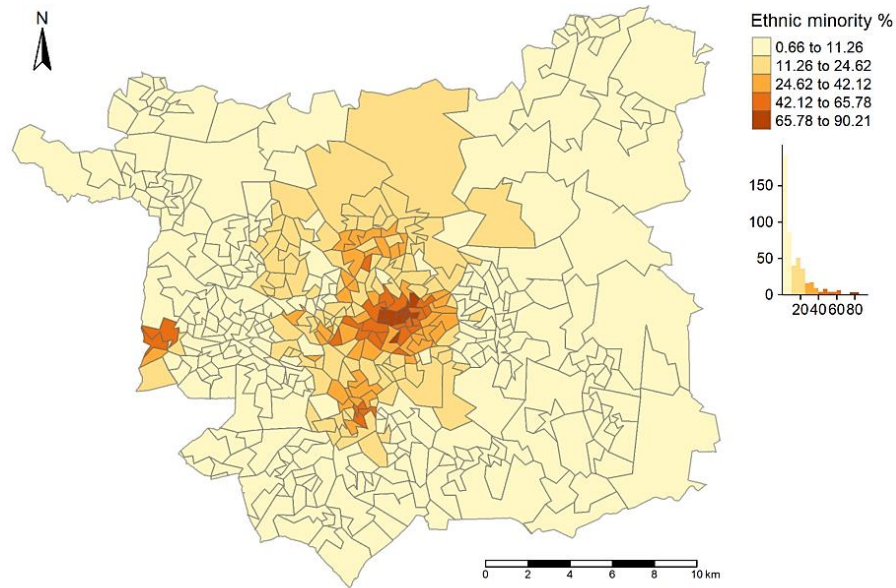 N
Ethnic minority %
0.66 to 11.26
11.26 to 24.62
24.62 to 42.12
42.12 to 65.78
65.78 to 90.21
150
100
50
0
20406080
0 2 4 6 8 10 km